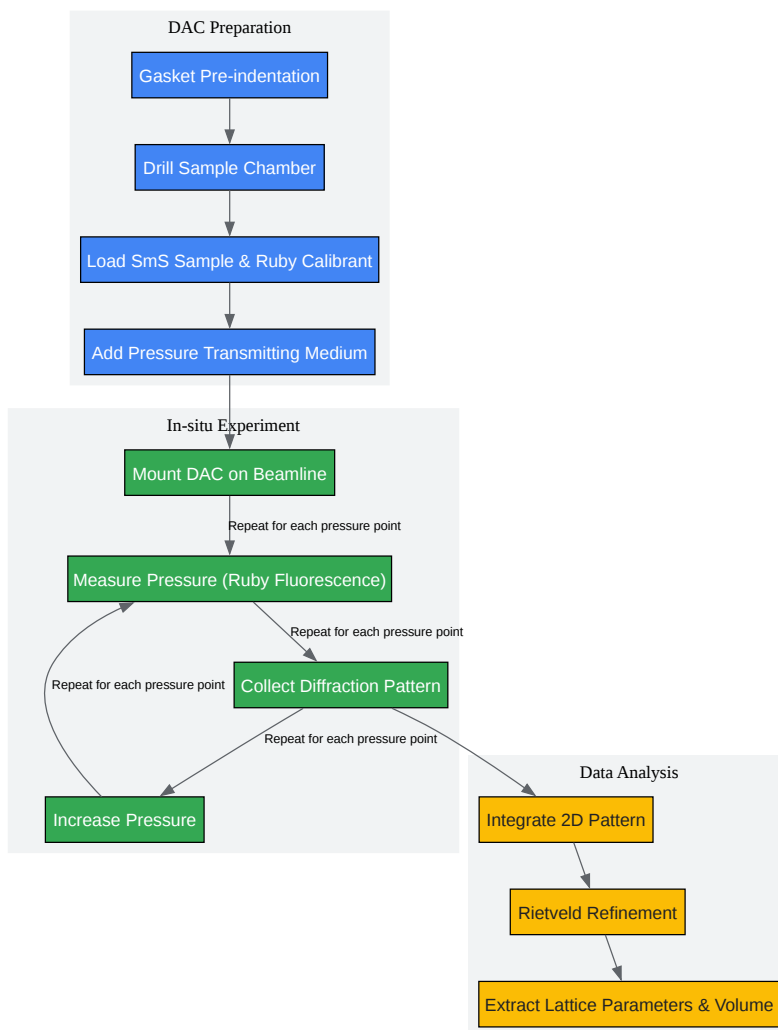 DAC Preparation
Gasket Pre-indentation
Drill Sample Chamber
Load SmS Sample & Ruby Calibrant
Add Pressure Transmitting Medium
In-situ Experiment
Mount DAC on Beamline
Repeat for each pressure point
Measure Pressure (Ruby Fluorescence)
Repeat for each pressure point
Collect Diffraction Pattern
Repeat for each pressure point
Repeat for each pressure point
Increase Pressure
Data Analysis
Integrate 2D Pattern
Rietveld Refinement
Extract Lattice Parameters & Volume